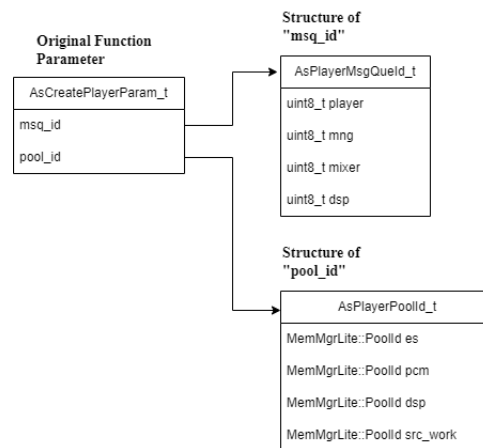 Original Function
Parameter
AsCreatePlayerParam_t
msq_id
pool_id
Structure of
"msq_id"
AsPlayerMsgQueId_t
uint8_t player
uint8_t mng
uint8_t mixer
uint8_t dsp
Structure of
"pool_id"
AsPlayerPoolId_t
MemMgrLite::PoolId es
MemMgrLite::PoolId pcm
MemMgrLite::PoolId dsp
MemMgrLite::PoolId src_work